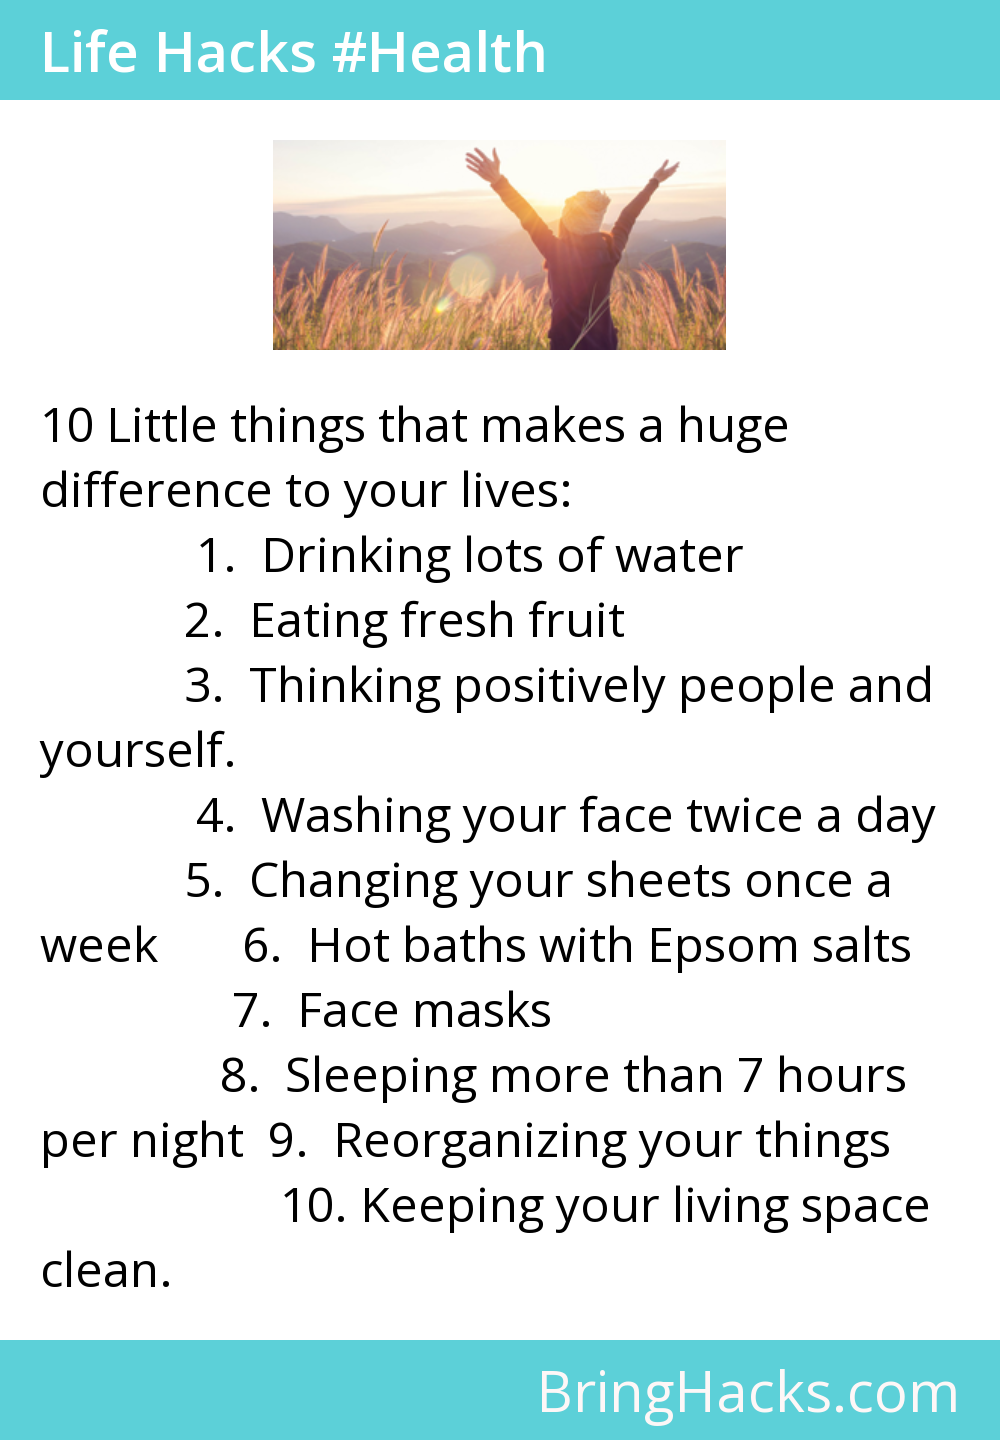 Life Hacks #Health
10 Little things that makes a huge
difference to your lives:
1. Drinking lots of water
2. Eating fresh fruit
3. Thinking positively people and
yourself.
4. Washing your face twice a day
5. Changing your sheets once a
week 6. Hot baths with Epsom salts
7. Face masks
8. Sleeping more than 7 hours
per night 9. Reorganizing your things
10. Keeping your living space
clean.
BringHacks.com